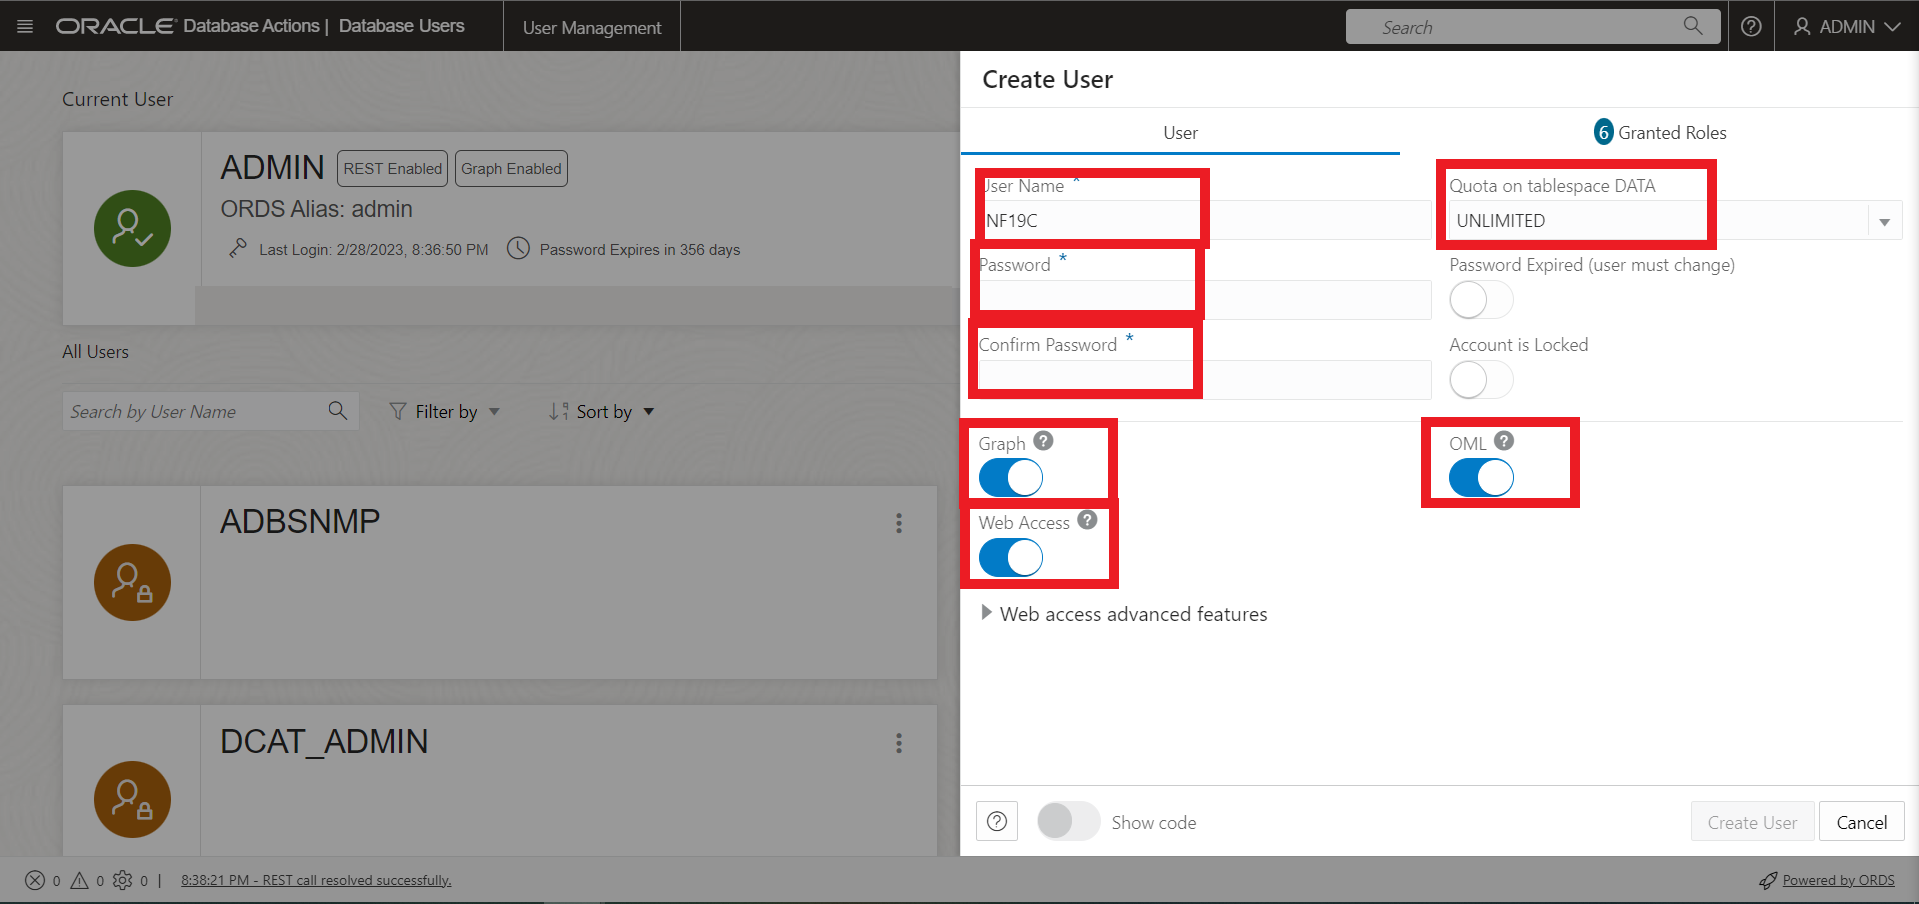 ORACLE Database Actions | Database Users
User Management
Search
ADMIN
Current User
ADMIN
REST Enabled
Graph Enabled
ORDS Alias: admin
Last Login: 2/28/2023, 8:36:50 PM
Password Expires in 356 days
All Users
Search by User Name
Filter by
Sort by
ADBSNMP
DCAT_ADMIN
Create User
User
6 Granted Roles
User Name *
NF19C
Quota on tablespace DATA
UNLIMITED
Password *
Password Expired (user must change)
Confirm Password *
Account is Locked
Graph ?
OML ?
Web Access ?
Web access advanced features
?
Show code
Create User
Cancel
0 0 0 |
8:38:21 PM - REST call resolved successfully.
Powered by ORDS